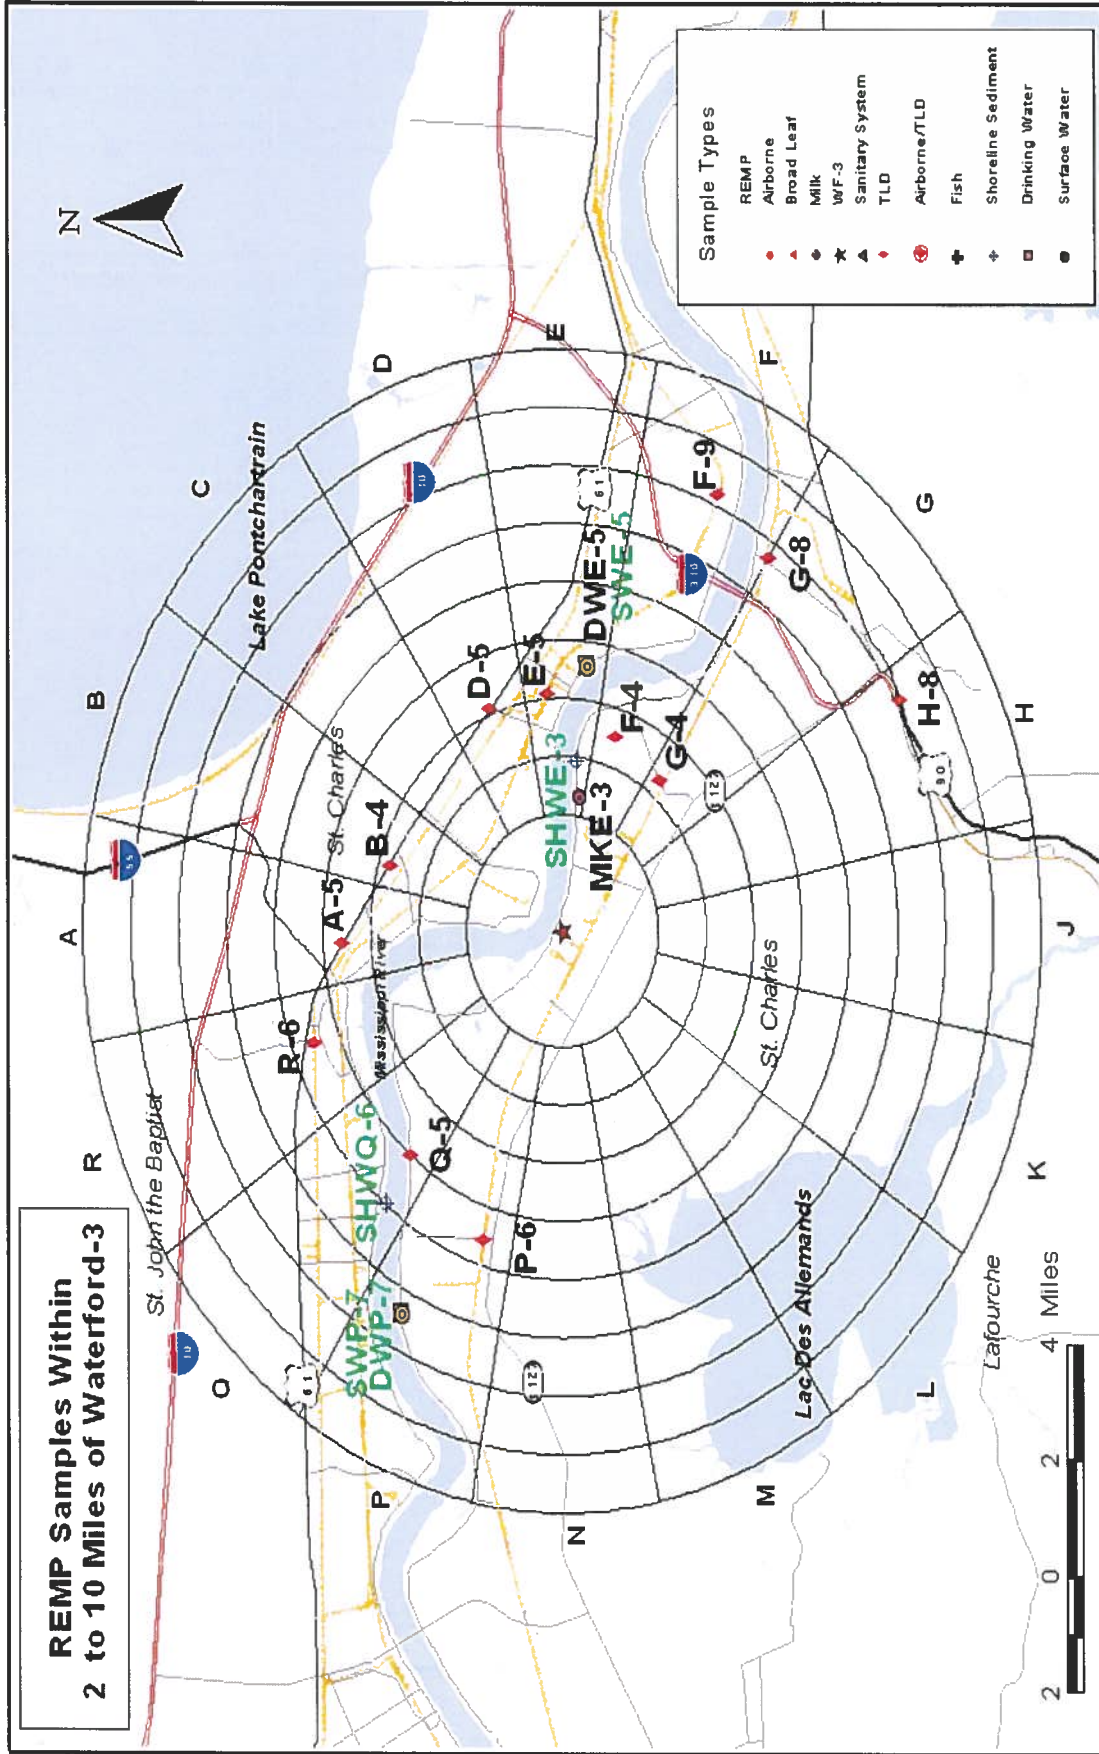 REMP Samples Within
2 to 10 Miles of Waterford-3
N
Sample Types
REMP
Airborne
Broad Leaf
Milk
WF-3
Sanitary System
TLD
Airborne/TLD
Fish
Shoreline Sediment
Drinking Water
Surface Water
A
B
C
D
E
F
G
H
J
K
L
M
N
P
O
R
Lake Pontchartrain
St. John the Baptist
St. Charles
St. Charles
Mississippi River
Lac Des Allemands
Lafourche
55
10
10
310
61
61
90
R-6
A-5
B-4
D-5
E-5
DWE-5
SWE-5
F-9
G-8
H-8
F-4
G-4
SHWE-3
MKE-3
Q-5
P-6
SHWQ-6
SWP-7
DWP-7
2 0 2 4 Miles